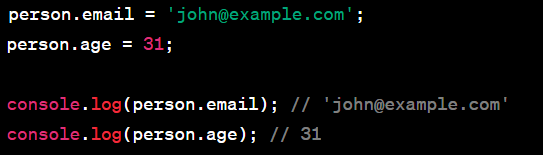 person.email = 'john@example.com';
person.age = 31;
console.log(person.email); // 'john@example.com'
console.log(person.age); // 31